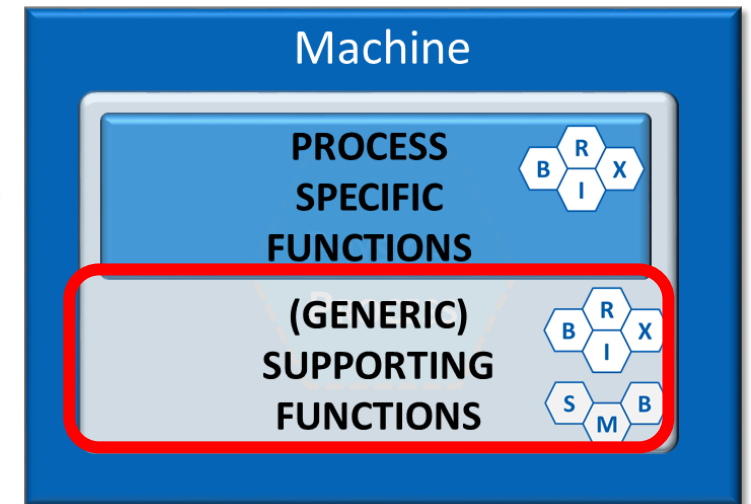 Machine
PROCESS
SPECIFIC
FUNCTIONS
B R I X
(GENERIC)
SUPPORTING
FUNCTIONS
B R I X
S M B